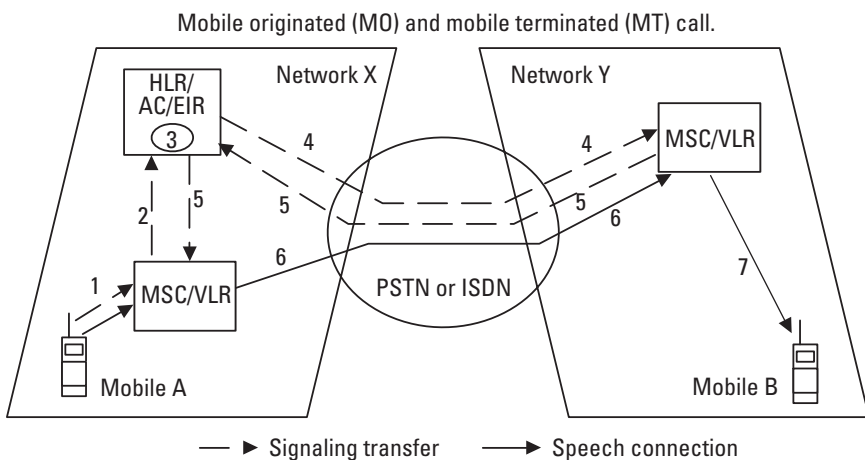 Mobile originated (MO) and mobile terminated (MT) call.
Network X
Network Y
HLR/
AC/EIR
3
4
4
MSC/VLR
5
5
2
5
6
6
1
MSC/VLR
PSTN or ISDN
7
Mobile A
Mobile B
Signaling transfer
Speech connection